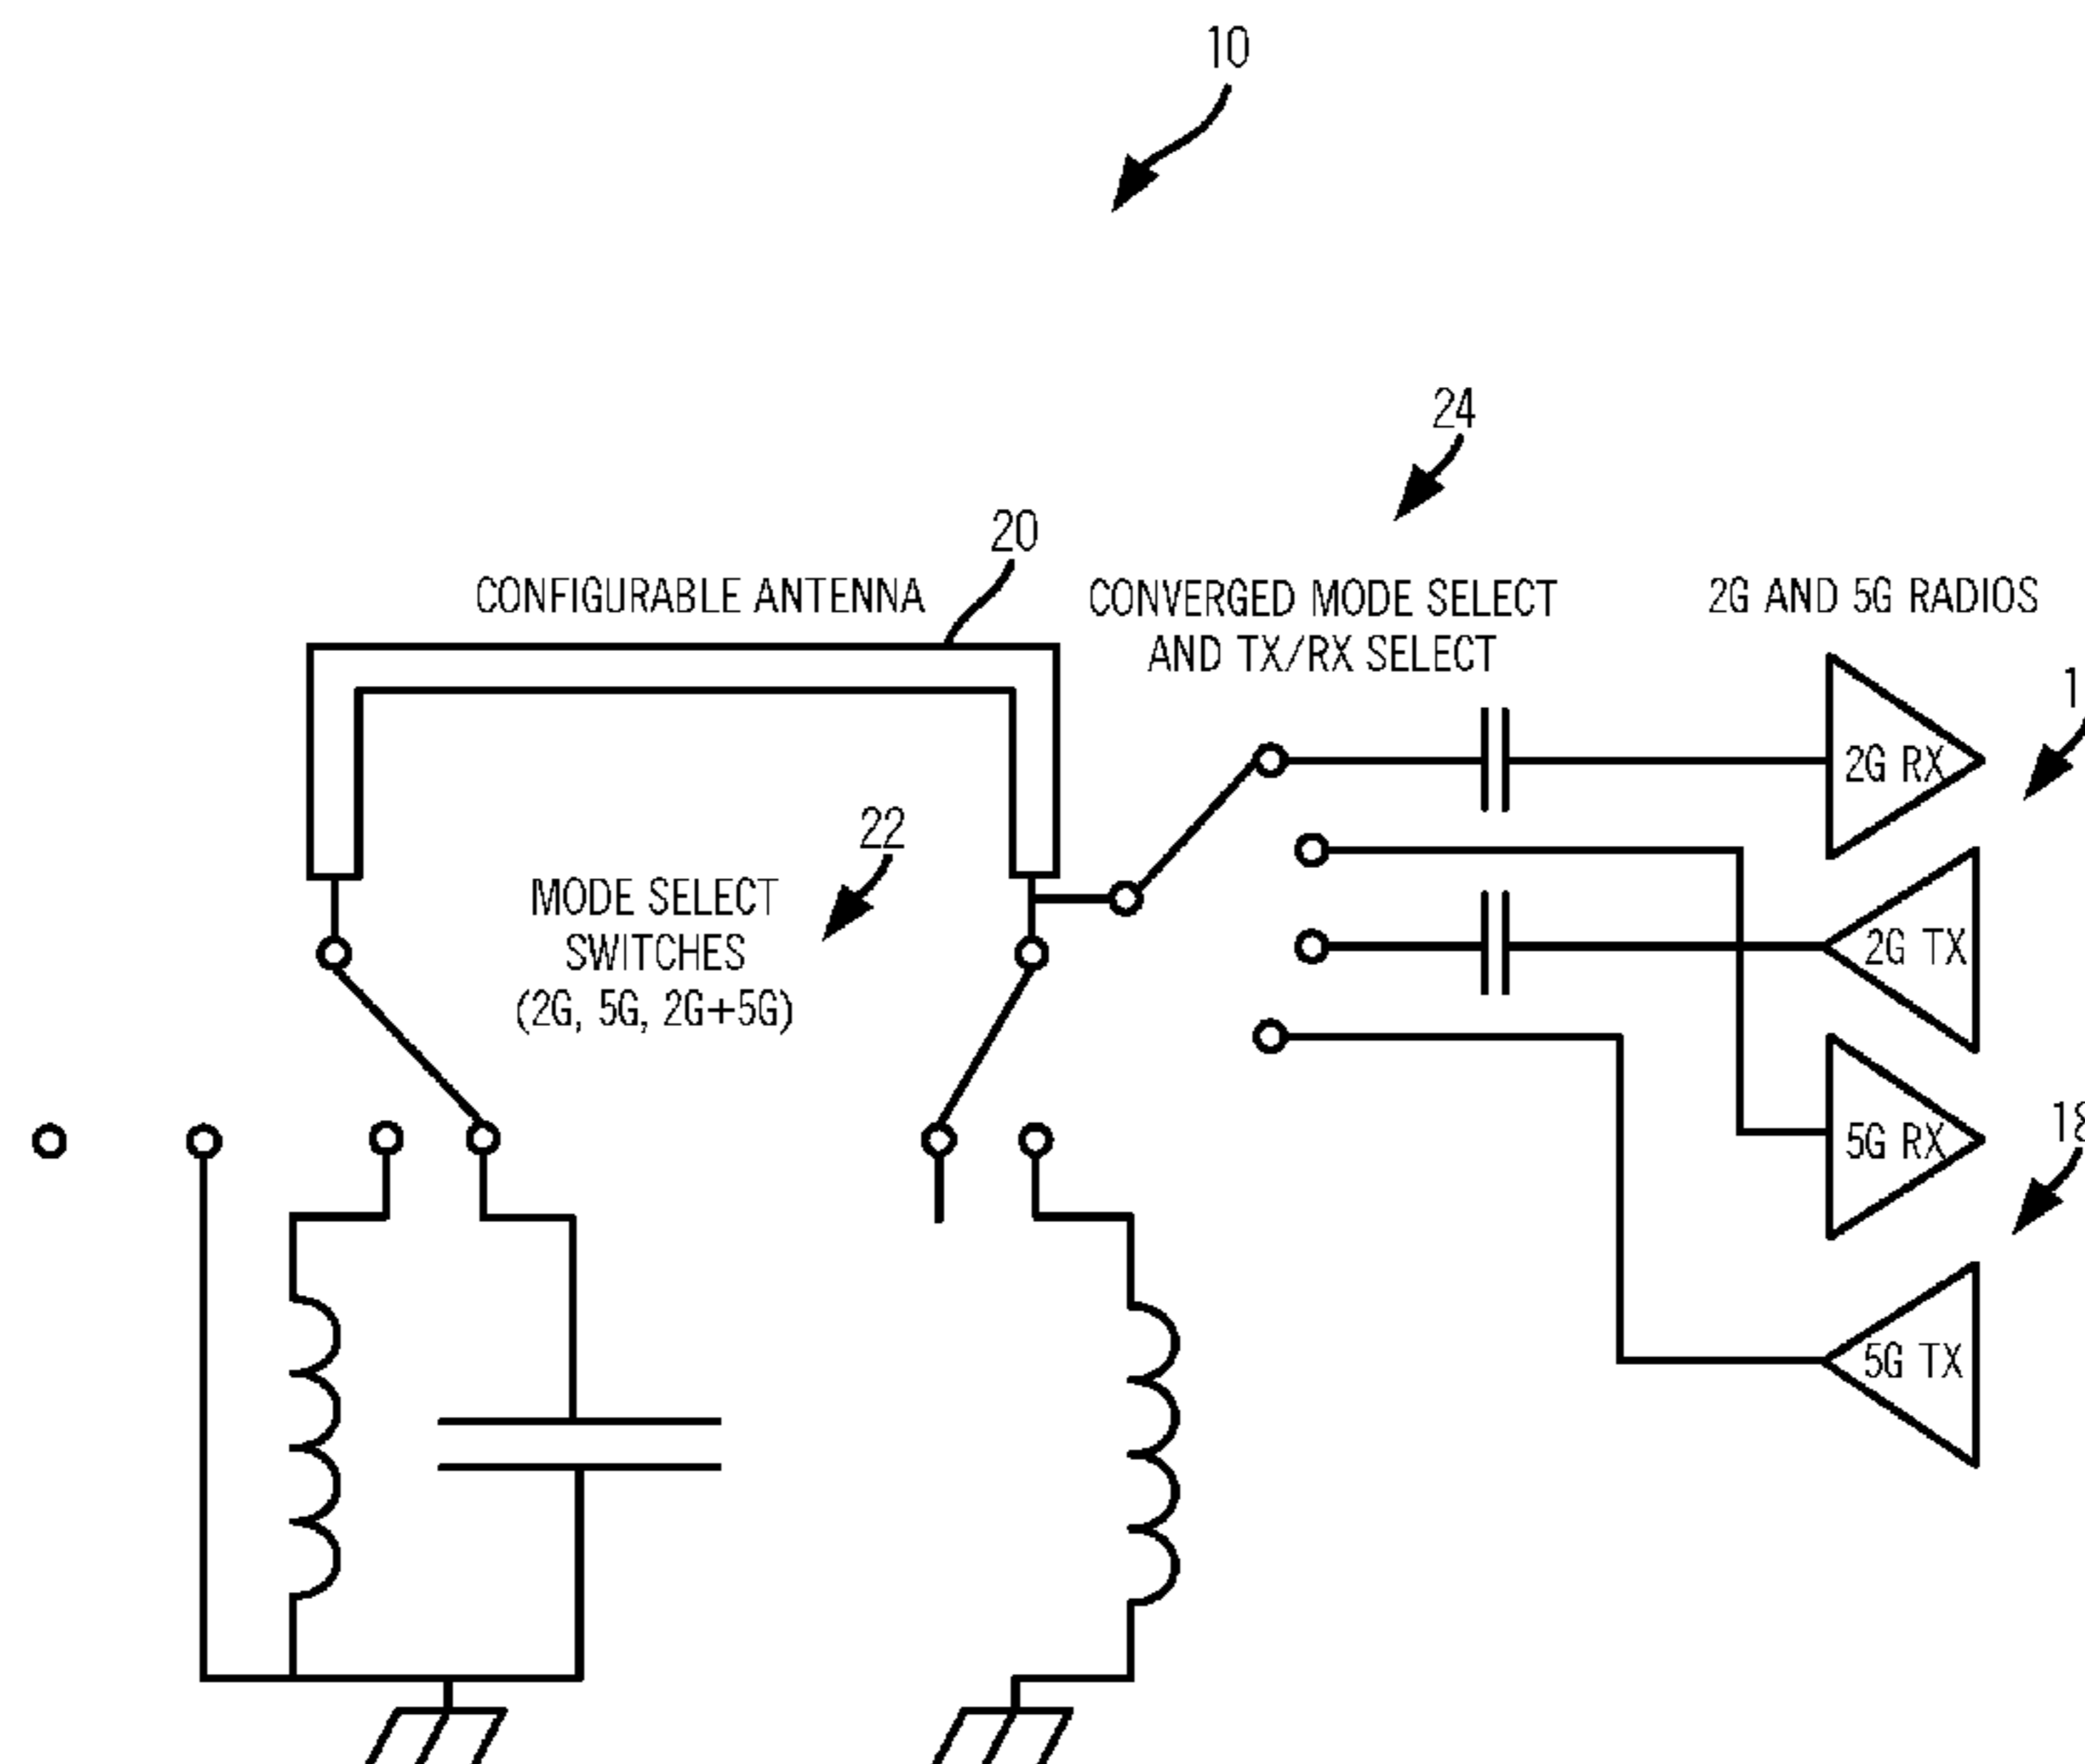 10
24
20
CONFIGURABLE ANTENNA
CONVERGED MODE SELECT
AND TX/RX SELECT
2G AND 5G RADIOS
2G RX
22
MODE SELECT
SWITCHES
(2G, 5G, 2G+5G)
2G TX
5G RX
18
5G TX